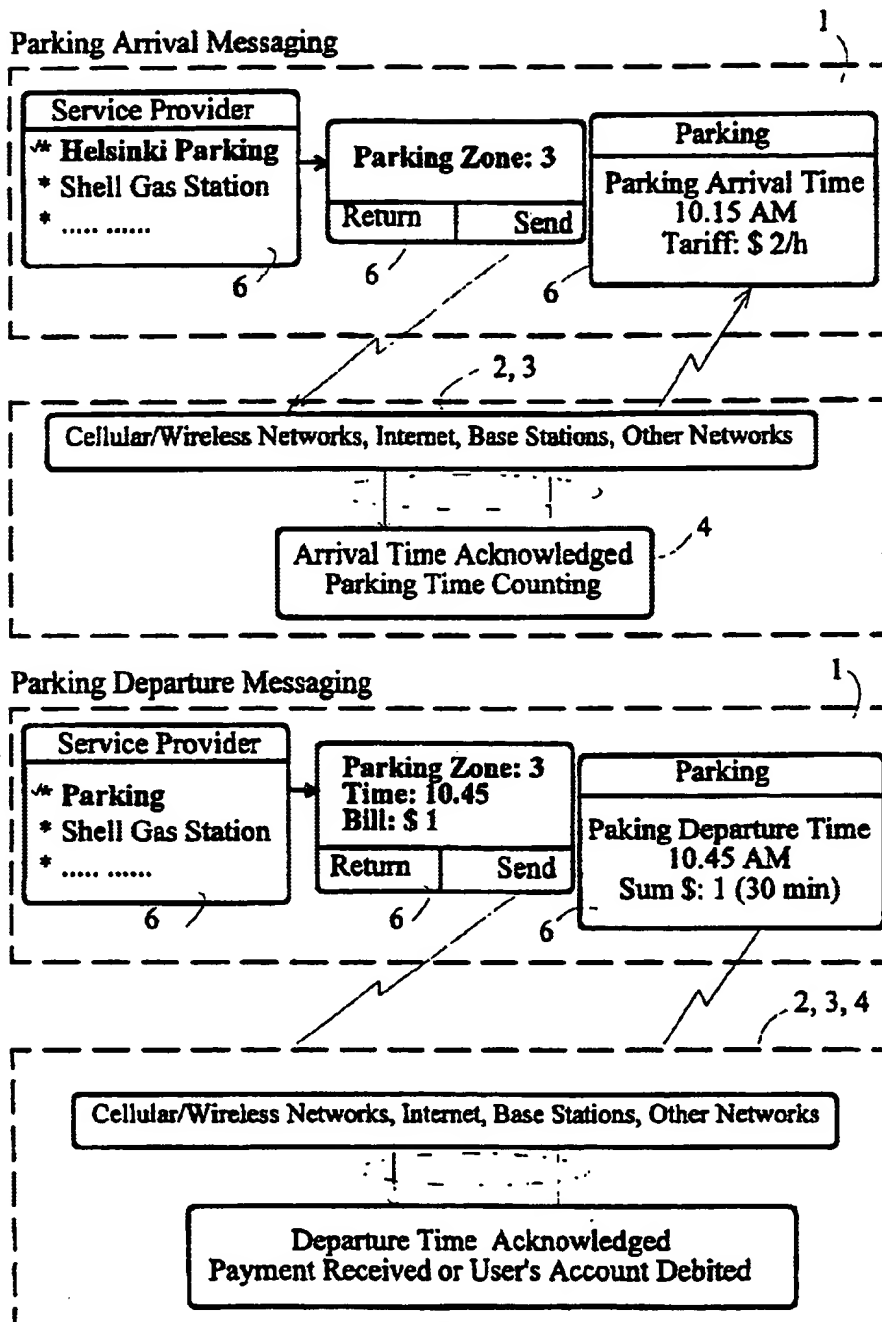 Parking Arrival Messaging
1
Service Provider
* Helsinki Parking
* Shell Gas Station
* ..... ......
6
Parking Zone: 3
Return
Send
6
Parking
Parking Arrival Time
10.15 AM
Tariff: $ 2/h
6
2, 3
Cellular/Wireless Networks, Internet, Base Stations, Other Networks
4
Arrival Time Acknowledged
Parking Time Counting
Parking Departure Messaging
1
Service Provider
* Parking
* Shell Gas Station
* ..... ......
6
Parking Zone: 3
Time: 10.45
Bill: $ 1
Return
Send
6
Parking
Paking Departure Time
10.45 AM
Sum $: 1 (30 min)
6
2, 3, 4
Cellular/Wireless Networks, Internet, Base Stations, Other Networks
Departure Time Acknowledged
Payment Received or User's Account Debited